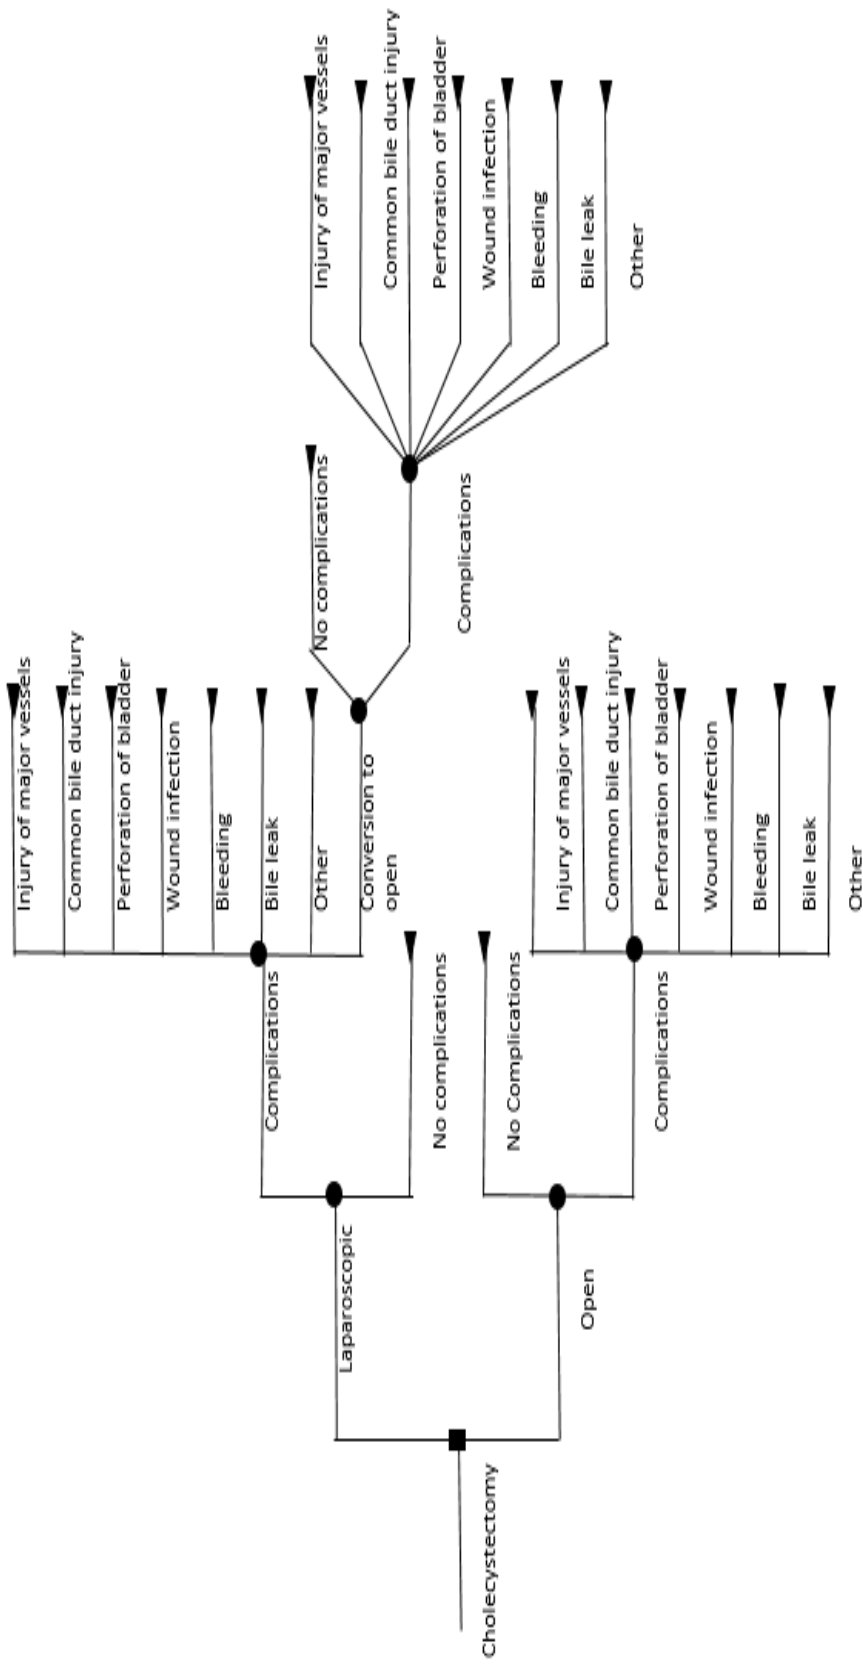 Cholecystectomy
Laparoscopic
Complications
Injury of major vessels
Common bile duct injury
Perforation of bladder
Wound infection
Bleeding
Bile leak
Other
Conversion to
open
No complications
Complications
Injury of major vessels
Common bile duct injury
Perforation of bladder
Wound infection
Bleeding
Bile leak
Other
No complications
Open
No Complications
Complications
Injury of major vessels
Common bile duct injury
Perforation of bladder
Wound infection
Bleeding
Bile leak
Other